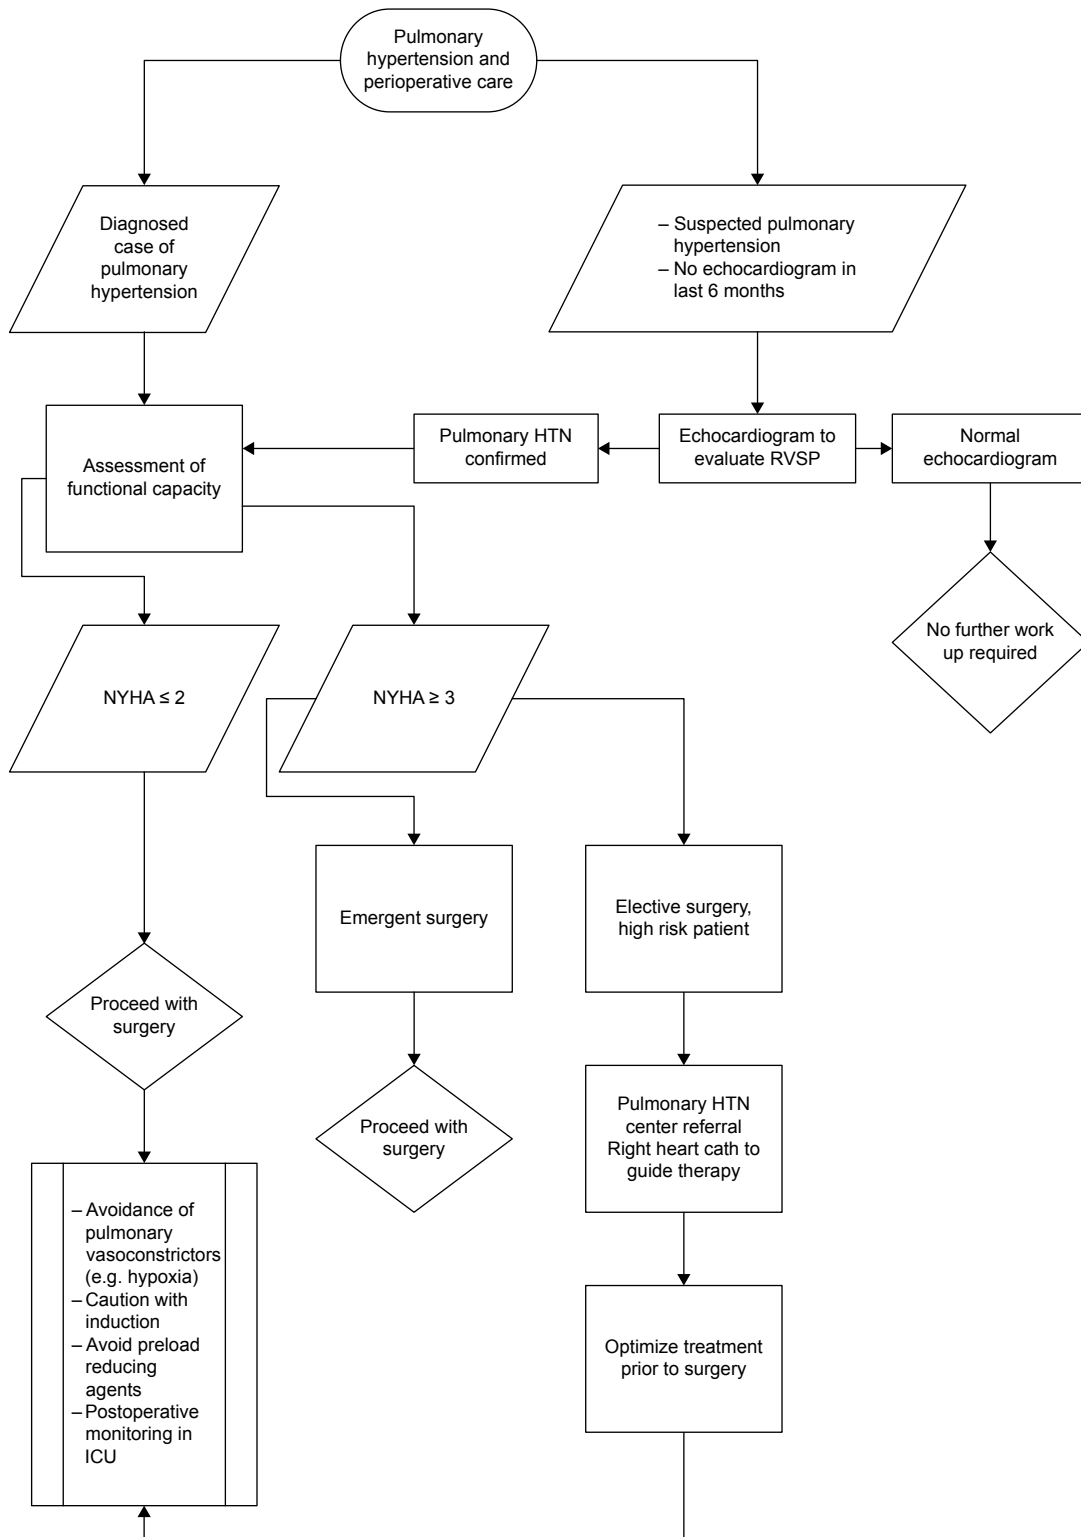 Pulmonary
hypertension and
perioperative care
Diagnosed
case of
pulmonary
hypertension
– Suspected pulmonary
hypertension
– No echocardiogram in
last 6 months
Assessment of
functional capacity
Pulmonary HTN
confirmed
Echocardiogram to
evaluate RVSP
Normal
echocardiogram
No further work
up required
NYHA ≤ 2
NYHA ≥ 3
Emergent surgery
Elective surgery,
high risk patient
Proceed with
surgery
Proceed with
surgery
Pulmonary HTN
center referral
Right heart cath to
guide therapy
– Avoidance of
pulmonary
vasoconstrictors
(e.g. hypoxia)
– Caution with
induction
– Avoid preload
reducing
agents
– Postoperative
monitoring in
ICU
Optimize treatment
prior to surgery